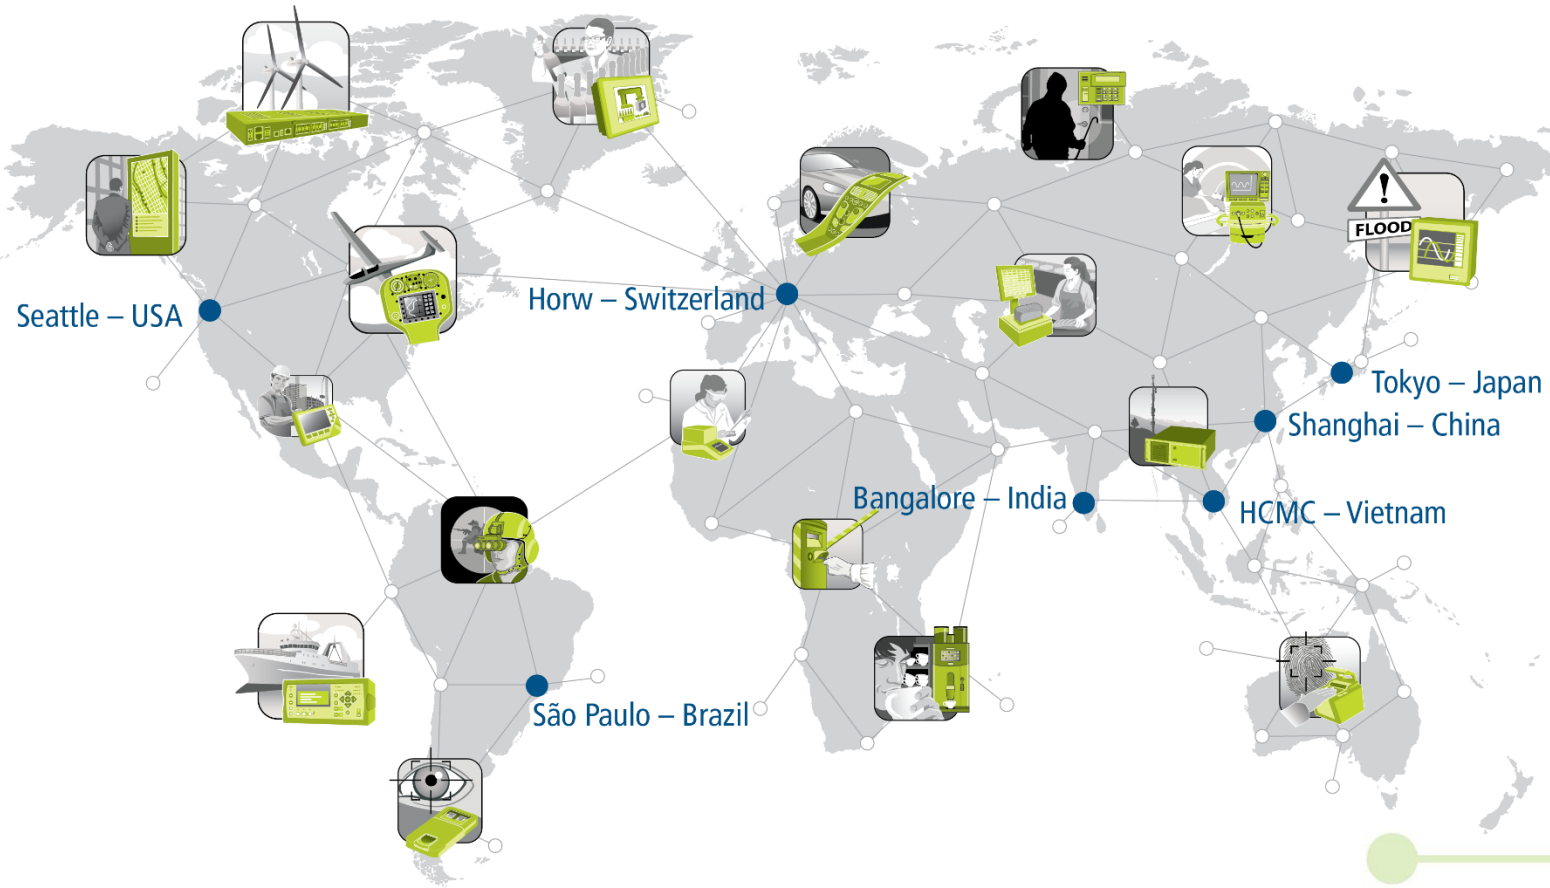 FLOOD
Seattle – USA
Horw – Switzerland
Tokyo – Japan
Shanghai – China
Bangalore – India
HCMC – Vietnam
São Paulo – Brazil